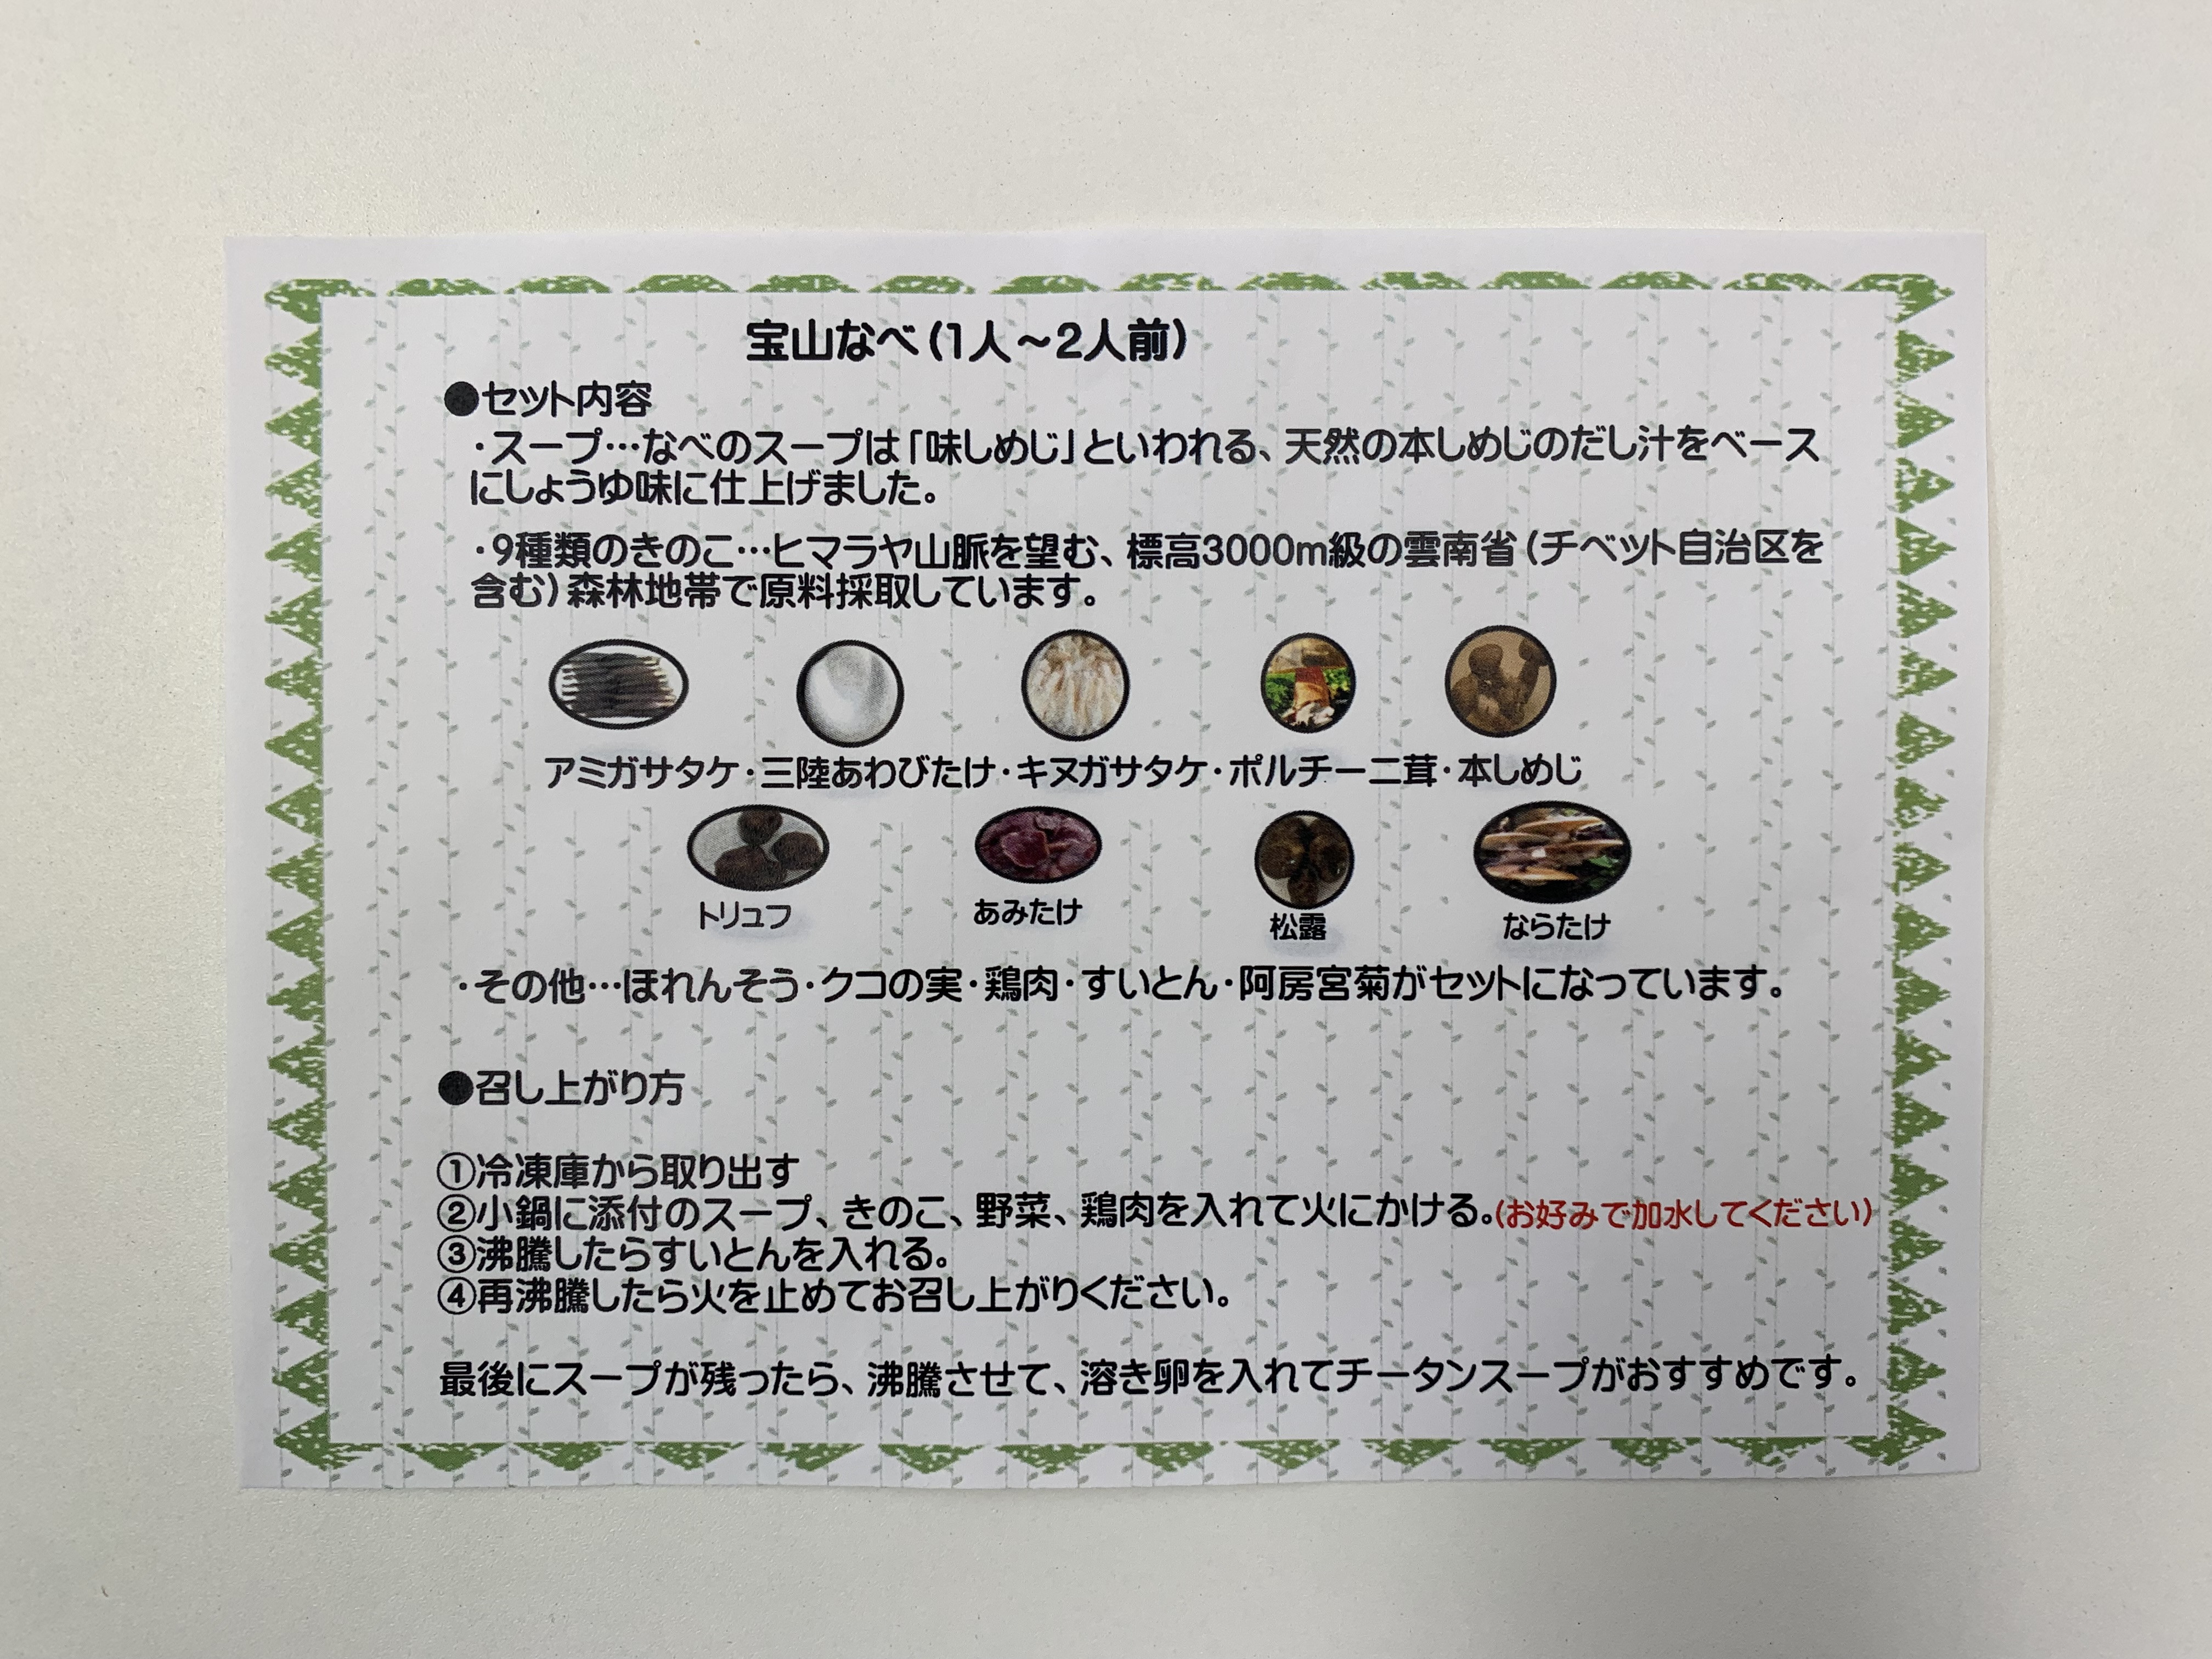 宝山なべ(1人～2人前)
●セット内容
・スープ…なべのスープは「味しめじ」といわれる、天然の本しめじのだし汁をベース
にしょうゆ味に仕上げました。
・9種類のきのこ…ヒマラヤ山脈を望む、標高3000m級の雲南省(チベット自治区を
含む)森林地帯で原料採取しています。
アミガサタケ・三陸あわびたけ・キヌガサタケ・ポルチーニ茸・本しめじ
トリュフ あみたけ 松露 ならたけ
・その他…ほれんそう・クコの実・鶏肉・すいとん・阿房宮菊がセットになっています。
●召し上がり方
①冷凍庫から取り出す
②小鍋に添付のスープ、きのこ、野菜、鶏肉を入れて火にかける。(お好みで加水してください)
③沸騰したらすいとんを入れる。
④再沸騰したら火を止めてお召し上がりください。
最後にスープが残ったら、沸騰させて、溶き卵を入れてチータンスープがおすすめです。